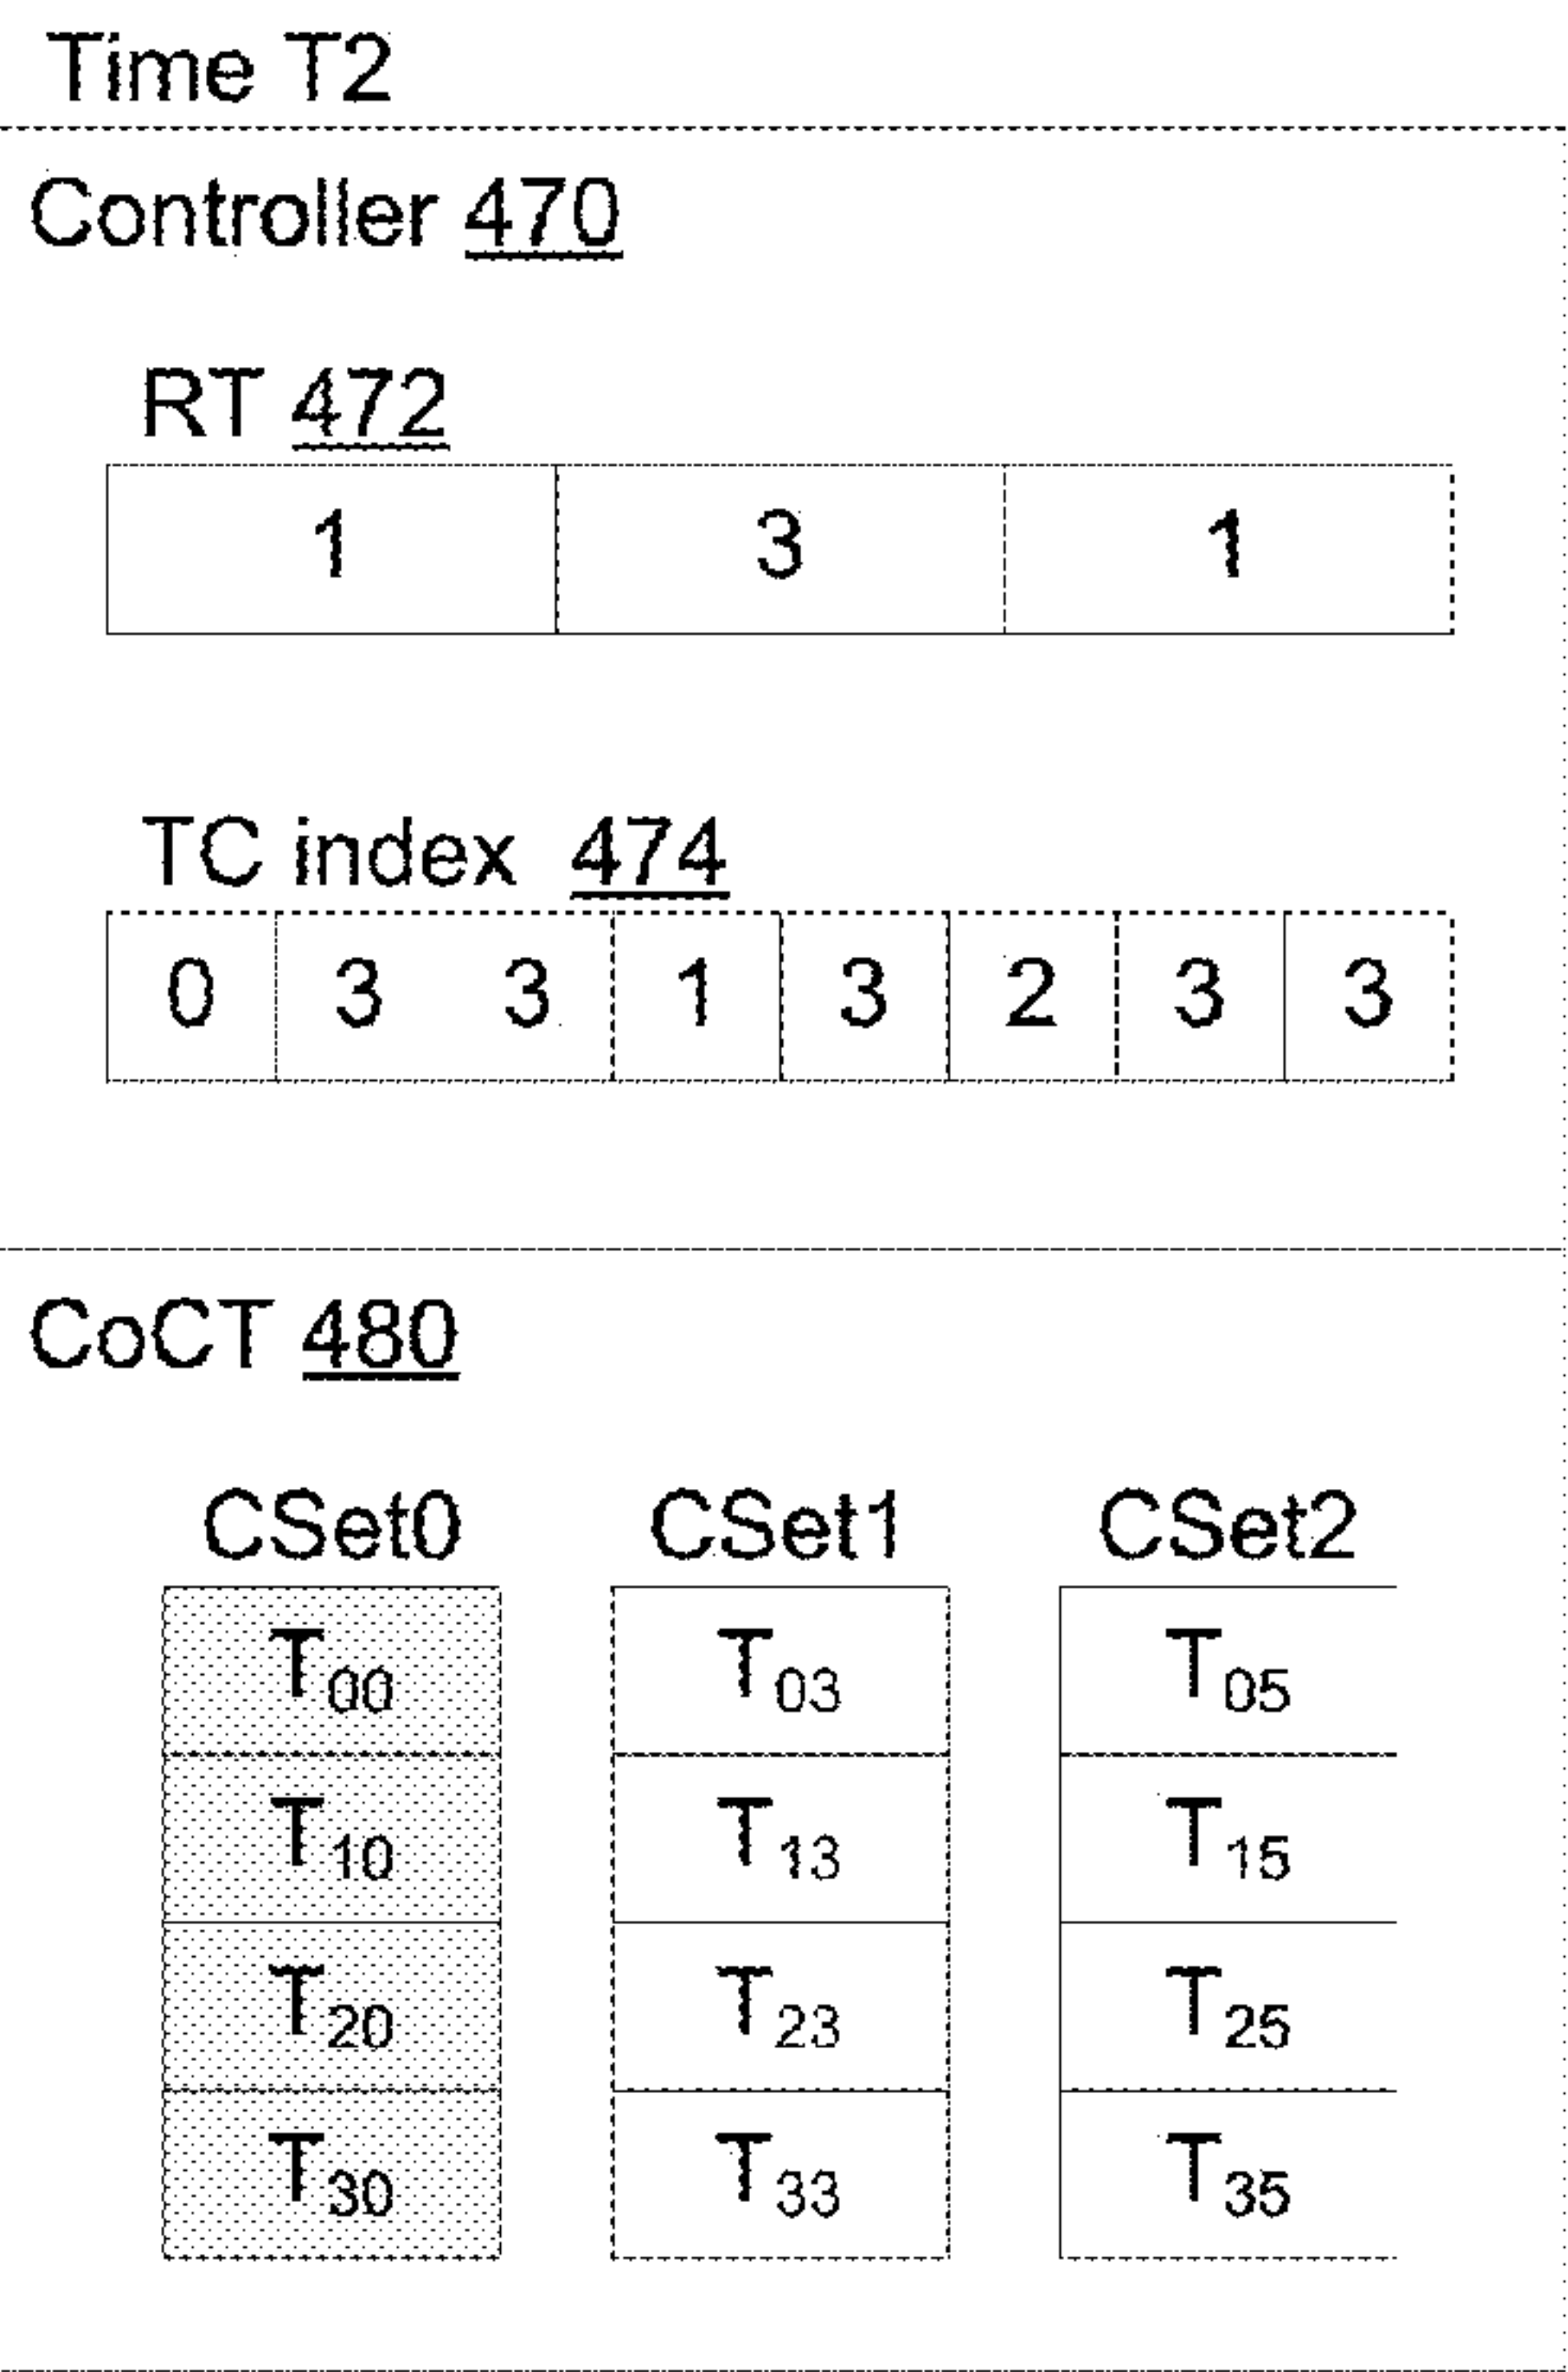 Time T2
Controller 470
RT 472
1 3 1
TC index 474
0 3 3 1 3 2 3 3
CoCT 480
CSet0 CSet1 CSet2
T00 T03 T05
T10 T13 T15
T20 T23 T25
T30 T33 T35